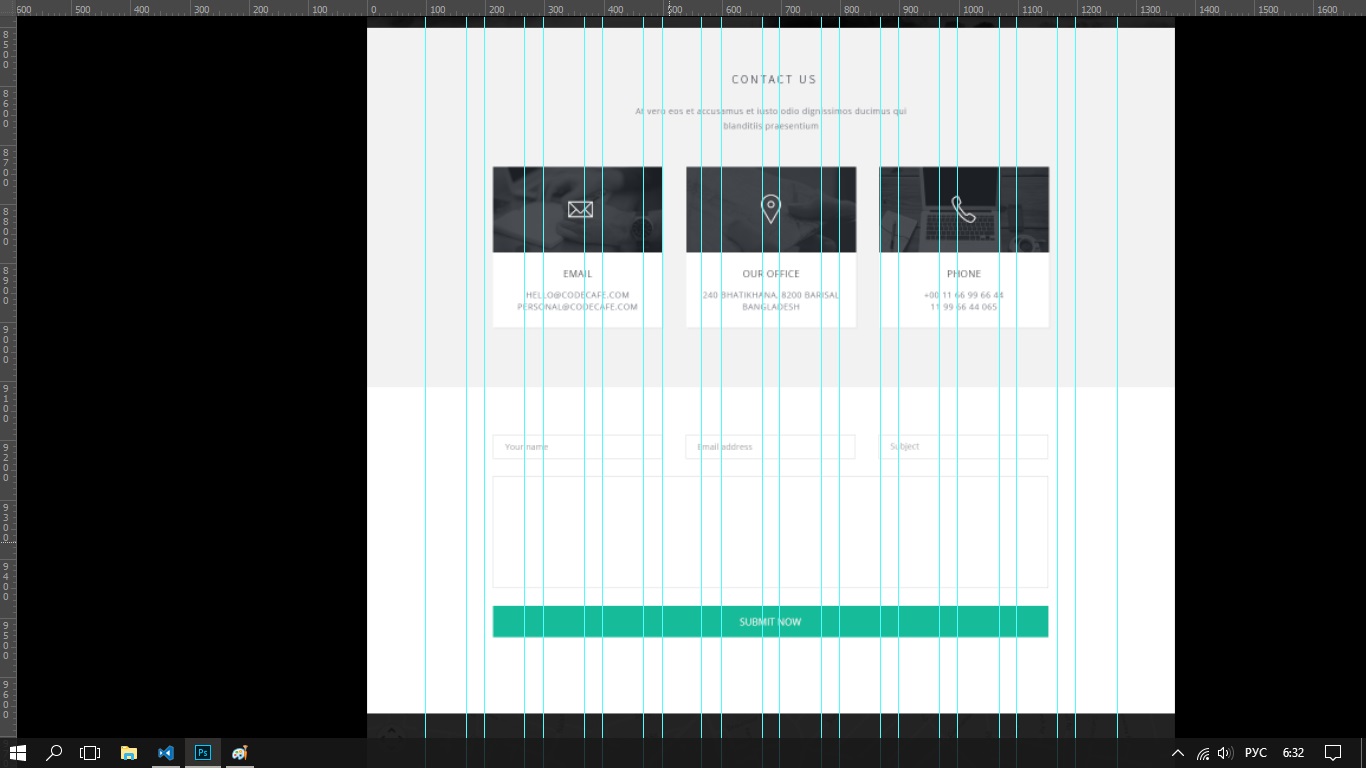 600 500 400 300 200 100 0 100 200 300 400 500 600 700 800 900 1000 1100 1200 1300 1400 1500 1600
8500
8600
8700
8800
8900
9000
9100
9200
9300
9400
9500
9600
CONTACT US
At vero eos et accusamus et iusto odio dignissimos ducimus qui
blanditiis praesentium
EMAIL
HELLO@CODECAFE.COM
PERSONAL@CODECAFE.COM
OUR OFFICE
240 BHATIKHANA, 8200 BARISAL
BANGLADESH
PHONE
+00 11 66 99 66 44
11 99 66 44 065
Your name
Email address
Subject
SUBMIT NOW
Ps
РУС
6:32